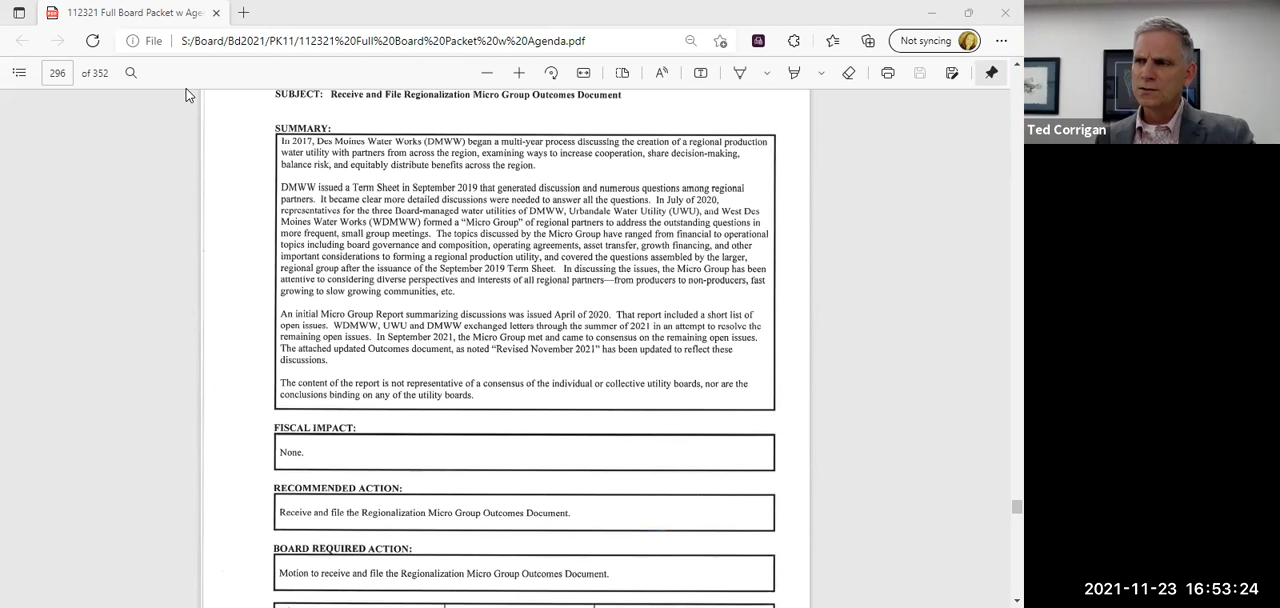 112321 Full Board Packet w Age
File
S:/Board/Bd2021/PK11/112321%20Full%20Board%20Packet%20w%20Agenda.pdf
Not syncing
296 of 352
SUBJECT: Receive and File Regionalization Micro Group Outcomes Document
SUMMARY:
In 2017, Des Moines Water Works (DMWW) began a multi-year process discussing the creation of a regional production
water utility with partners from across the region, examining ways to increase cooperation, share decision-making,
balance risk, and equitably distribute benefits across the region.
DMWW issued a Term Sheet in September 2019 that generated discussion and numerous questions among regional
partners. It became clear more detailed discussions were needed to answer all the questions. In July of 2020,
representatives for the three Board-managed water utilities of DMWW, Urbandale Water Utility (UWU), and West Des
Moines Water Works (WDMWW) formed a "Micro Group" of regional partners to address the outstanding questions in
more frequent, small group meetings. The topics discussed by the Micro Group have ranged from financial to operational
topics including board governance and composition, operating agreements, asset transfer, growth financing, and other
important considerations to forming a regional production utility, and covered the questions assembled by the larger,
regional group after the issuance of the September 2019 Term Sheet. In discussing the issues, the Micro Group has been
attentive to considering diverse perspectives and interests of all regional partners—from producers to non-producers, fast
growing to slow growing communities, etc.
An initial Micro Group Report summarizing discussions was issued April of 2020. That report included a short list of
open issues. WDMWW, UWU and DMWW exchanged letters through the summer of 2021 in an attempt to resolve the
remaining open issues. In September 2021, the Micro Group met and came to consensus on the remaining open issues.
The attached updated Outcomes document, as noted "Revised November 2021" has been updated to reflect these
discussions.
The content of the report is not representative of a consensus of the individual or collective utility boards, nor are the
conclusions binding on any of the utility boards.
FISCAL IMPACT:
None.
RECOMMENDED ACTION:
Receive and file the Regionalization Micro Group Outcomes Document.
BOARD REQUIRED ACTION:
Motion to receive and file the Regionalization Micro Group Outcomes Document.
Ted Corrigan
2021-11-23 16:53:24